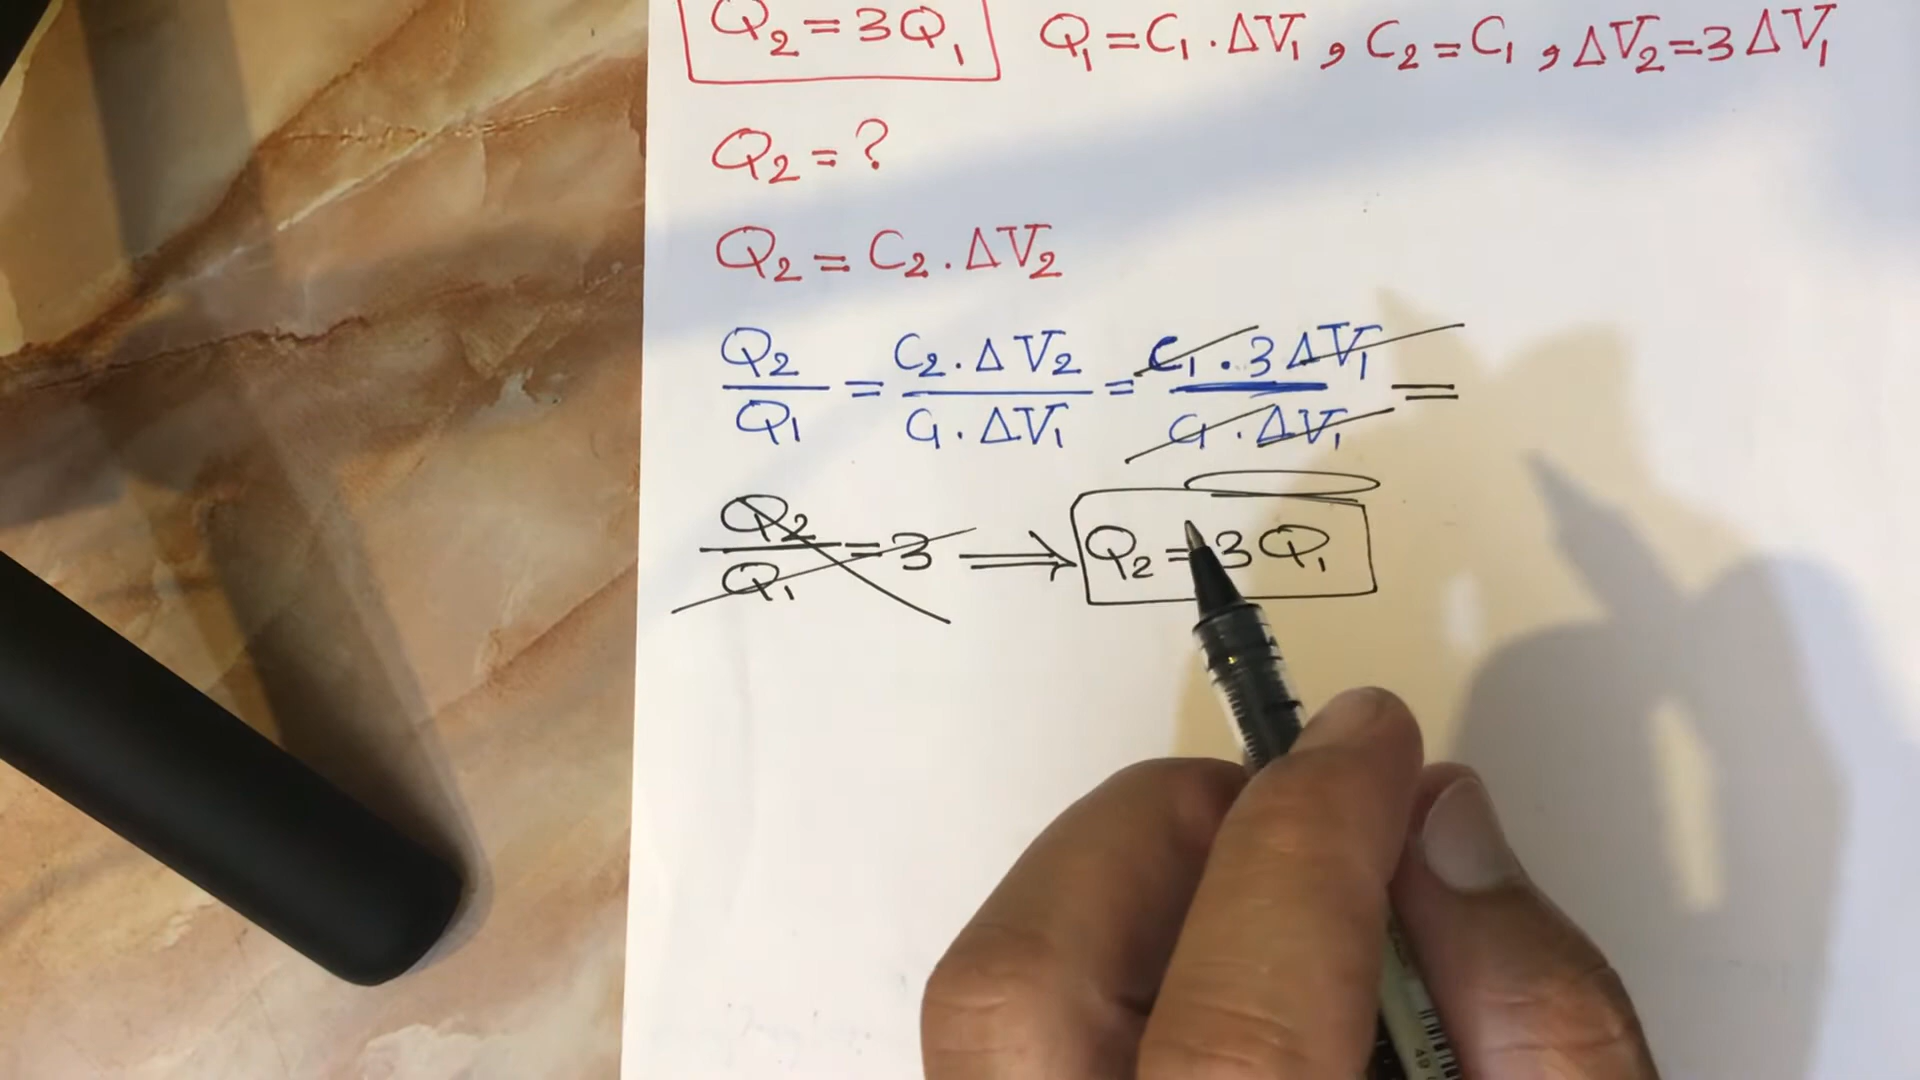 Q₂ = 3Q₁ Q₁ = C₁ · ΔV₁ , C₂ = C₁ , ΔV₂ = 3ΔV₁
Q₂ = ?
Q₂ = C₂ · ΔV₂
Q₂/Q₁ = C₂ · ΔV₂/C₁ · ΔV₁ = C₁ · 3ΔV₁/C₁ · ΔV₁ =
Q₂/Q₁ = 3 ⟹ Q₂ = 3Q₁